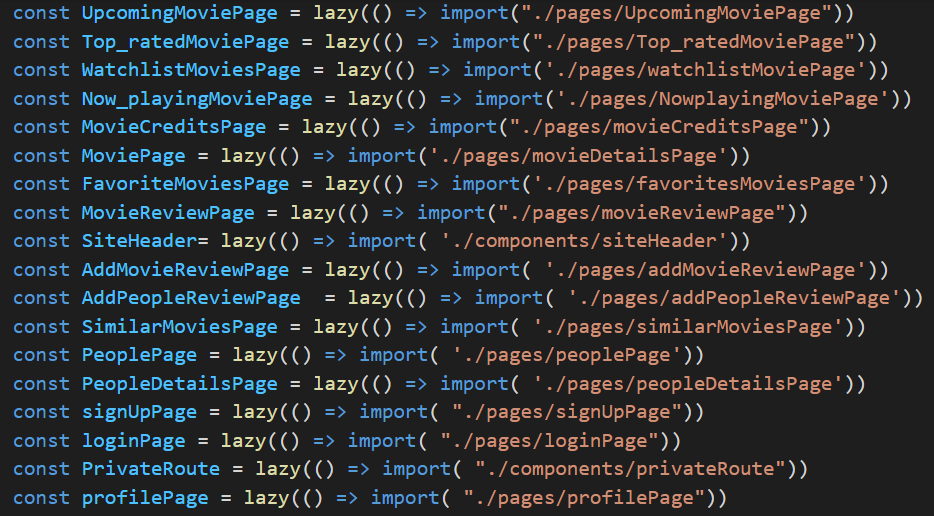 const UpcomingMoviePage = lazy(() => import("./pages/UpcomingMoviePage"))
const Top_ratedMoviePage = lazy(() => import("./pages/Top_ratedMoviePage"))
const WatchlistMoviesPage = lazy(() => import('./pages/watchlistMoviePage'))
const Now_playingMoviePage = lazy(() => import('./pages/NowplayingMoviePage'))
const MovieCreditsPage = lazy(() => import("./pages/movieCreditsPage"))
const MoviePage = lazy(() => import('./pages/movieDetailsPage'))
const FavoriteMoviesPage = lazy(() => import('./pages/favoritesMoviesPage'))
const MovieReviewPage = lazy(() => import("./pages/movieReviewPage"))
const SiteHeader= lazy(() => import( './components/siteHeader'))
const AddMovieReviewPage = lazy(() => import( './pages/addMovieReviewPage'))
const AddPeopleReviewPage  = lazy(() => import( './pages/addPeopleReviewPage'))
const SimilarMoviesPage = lazy(() => import( './pages/similarMoviesPage'))
const PeoplePage = lazy(() => import( './pages/peoplePage'))
const PeopleDetailsPage = lazy(() => import( './pages/peopleDetailsPage'))
const signUpPage = lazy(() => import( "./pages/signUpPage"))
const loginPage = lazy(() => import( "./pages/loginPage"))
const PrivateRoute = lazy(() => import( "./components/privateRoute"))
const profilePage = lazy(() => import( "./pages/profilePage"))